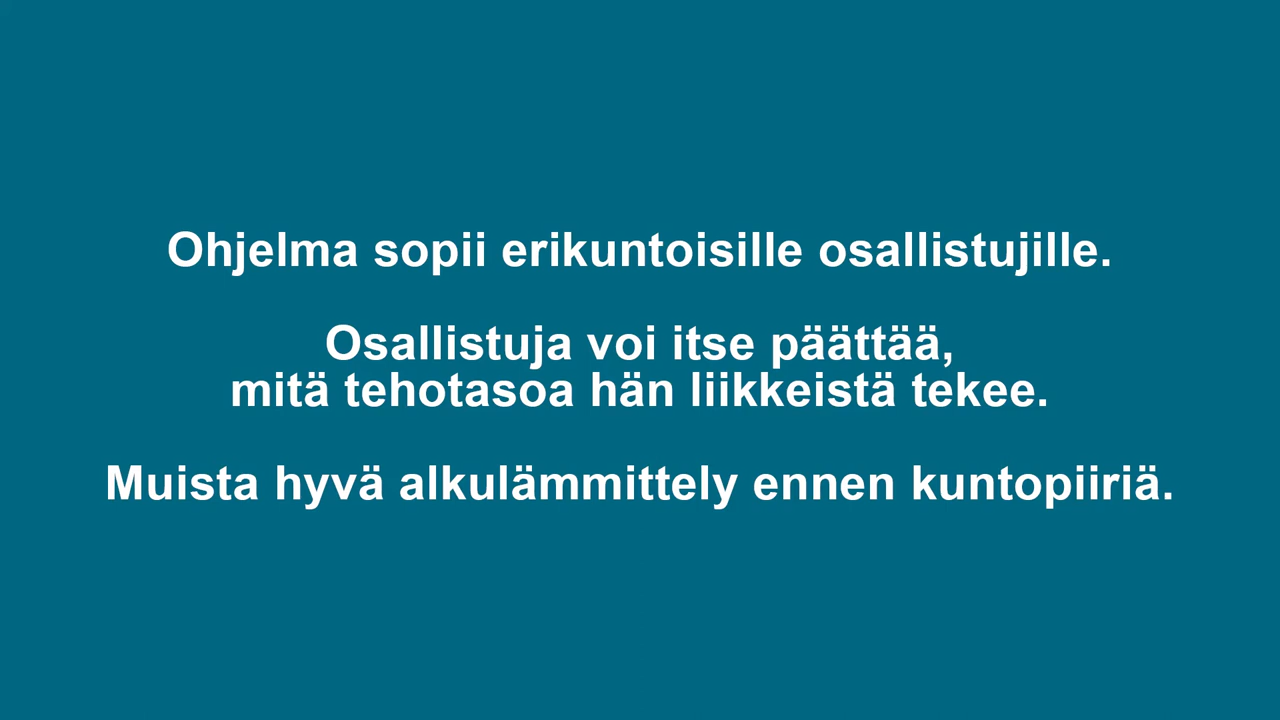 Ohjelma sopii erikuntoisille osallistujille.
Osallistuja voi itse päättää,
mitä tehotasoa hän liikkeistä tekee.
Muista hyvä alkulämmittely ennen kuntopiiriä.